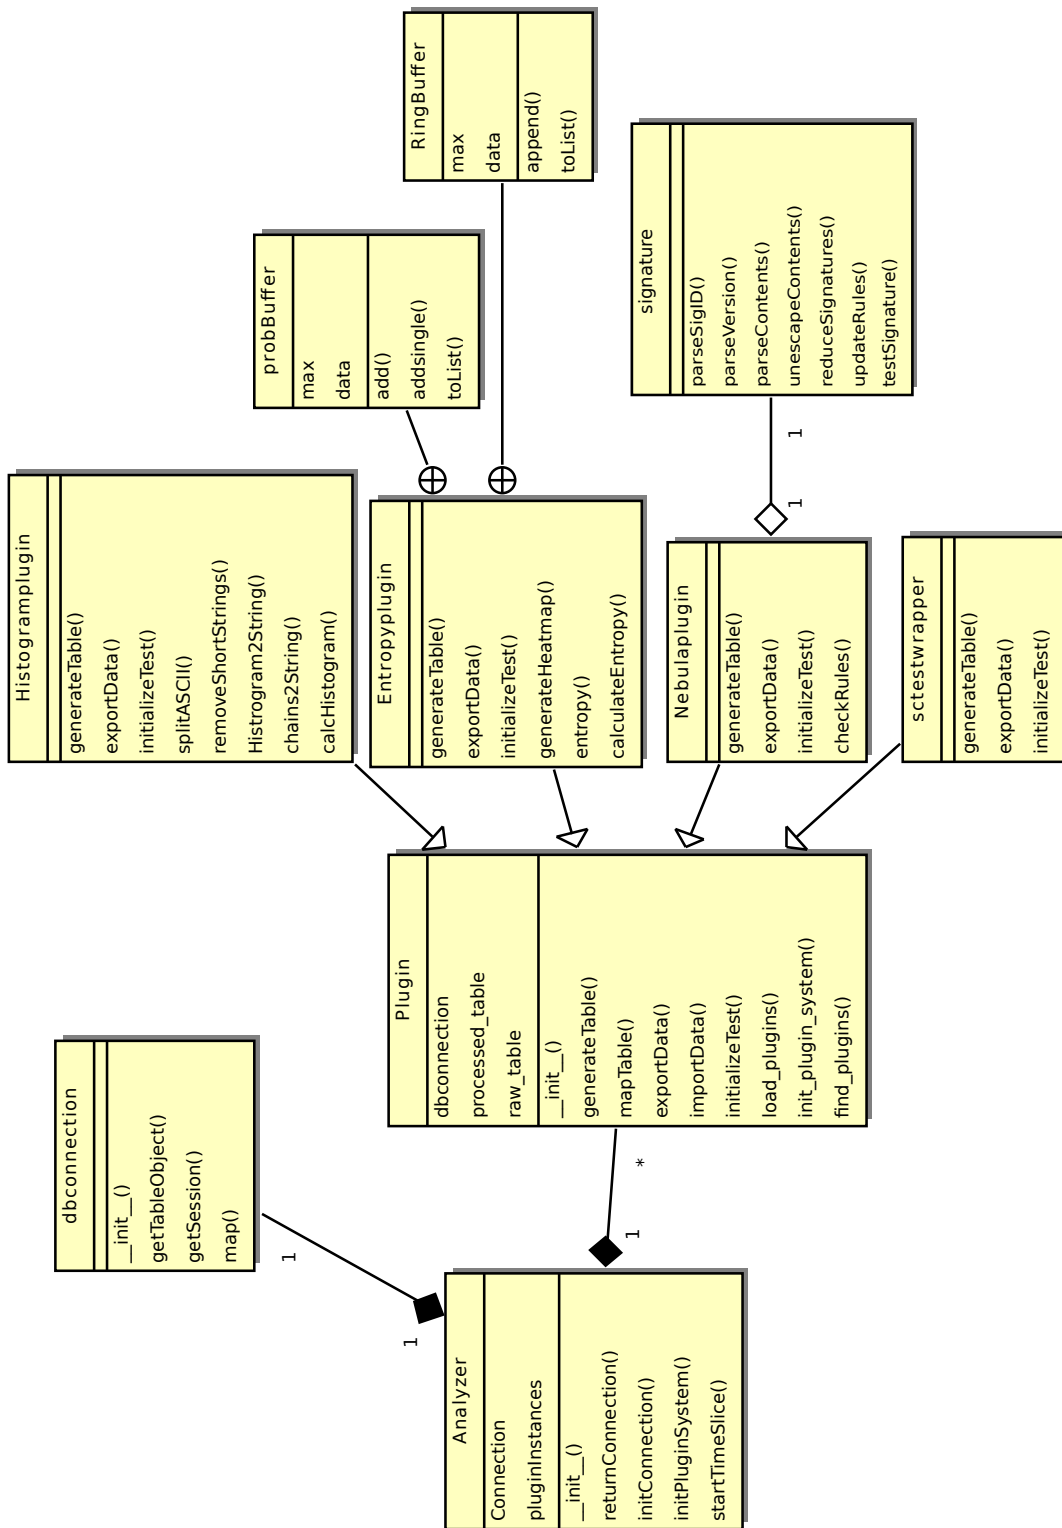 Analyzer
Connection
pluginInstances
__init__()
returnConnection()
initConnection()
initPluginSystem()
startTimeSlice()
1
1
1
*
dbconnection
__init__()
getTableObject()
getSession()
map()
Plugin
dbconnection
processed_table
raw_table
__init__()
generateTable()
mapTable()
exportData()
importData()
initializeTest()
load_plugins()
init_plugin_system()
find_plugins()
Histogramplugin
generateTable()
exportData()
initializeTest()
splitASCII()
removeShortStrings()
Histrogram2String()
chains2String()
calcHistogram()
Entropyplugin
generateTable()
exportData()
initializeTest()
generateHeatmap()
entropy()
calculateEntropy()
Nebulaplugin
generateTable()
exportData()
initializeTest()
checkRules()
sctestwrapper
generateTable()
exportData()
initializeTest()
1
1
probBuffer
max
data
add()
addsingle()
toList()
RingBuffer
max
data
append()
toList()
signature
parseSigID()
parseVersion()
parseContents()
unescapeContents()
reduceSignatures()
updateRules()
testSignature()